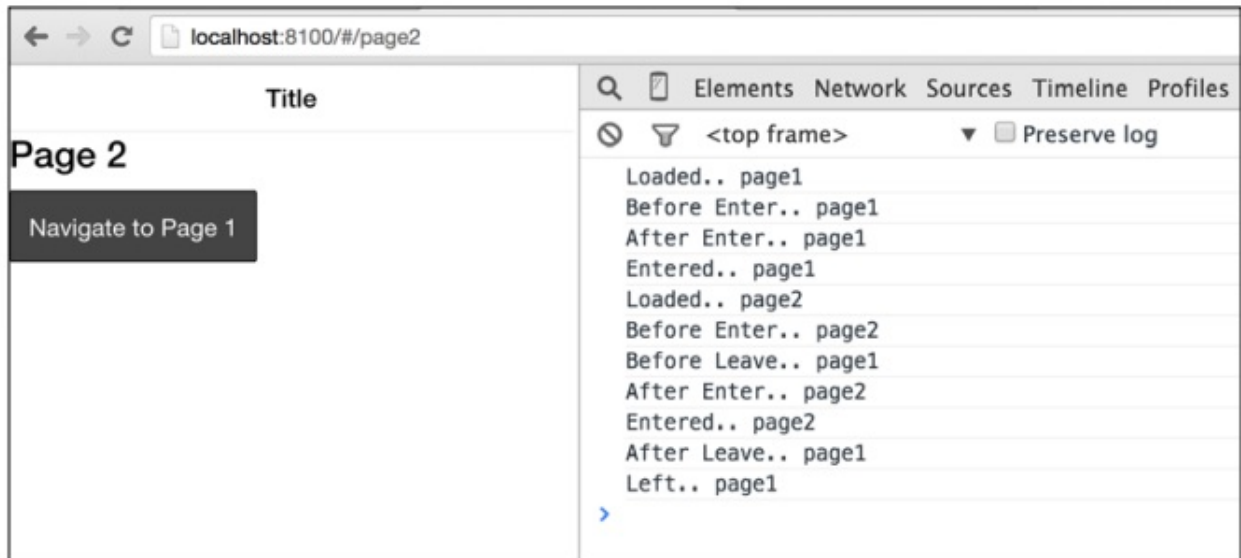 localhost:8100/#/page2
Title
Page 2
Navigate to Page 1
Elements Network Sources Timeline Profiles
<top frame> Preserve log
Loaded.. page1
Before Enter.. page1
After Enter.. page1
Entered.. page1
Loaded.. page2
Before Enter.. page2
Before Leave.. page1
After Enter.. page2
Entered.. page2
After Leave.. page1
Left.. page1